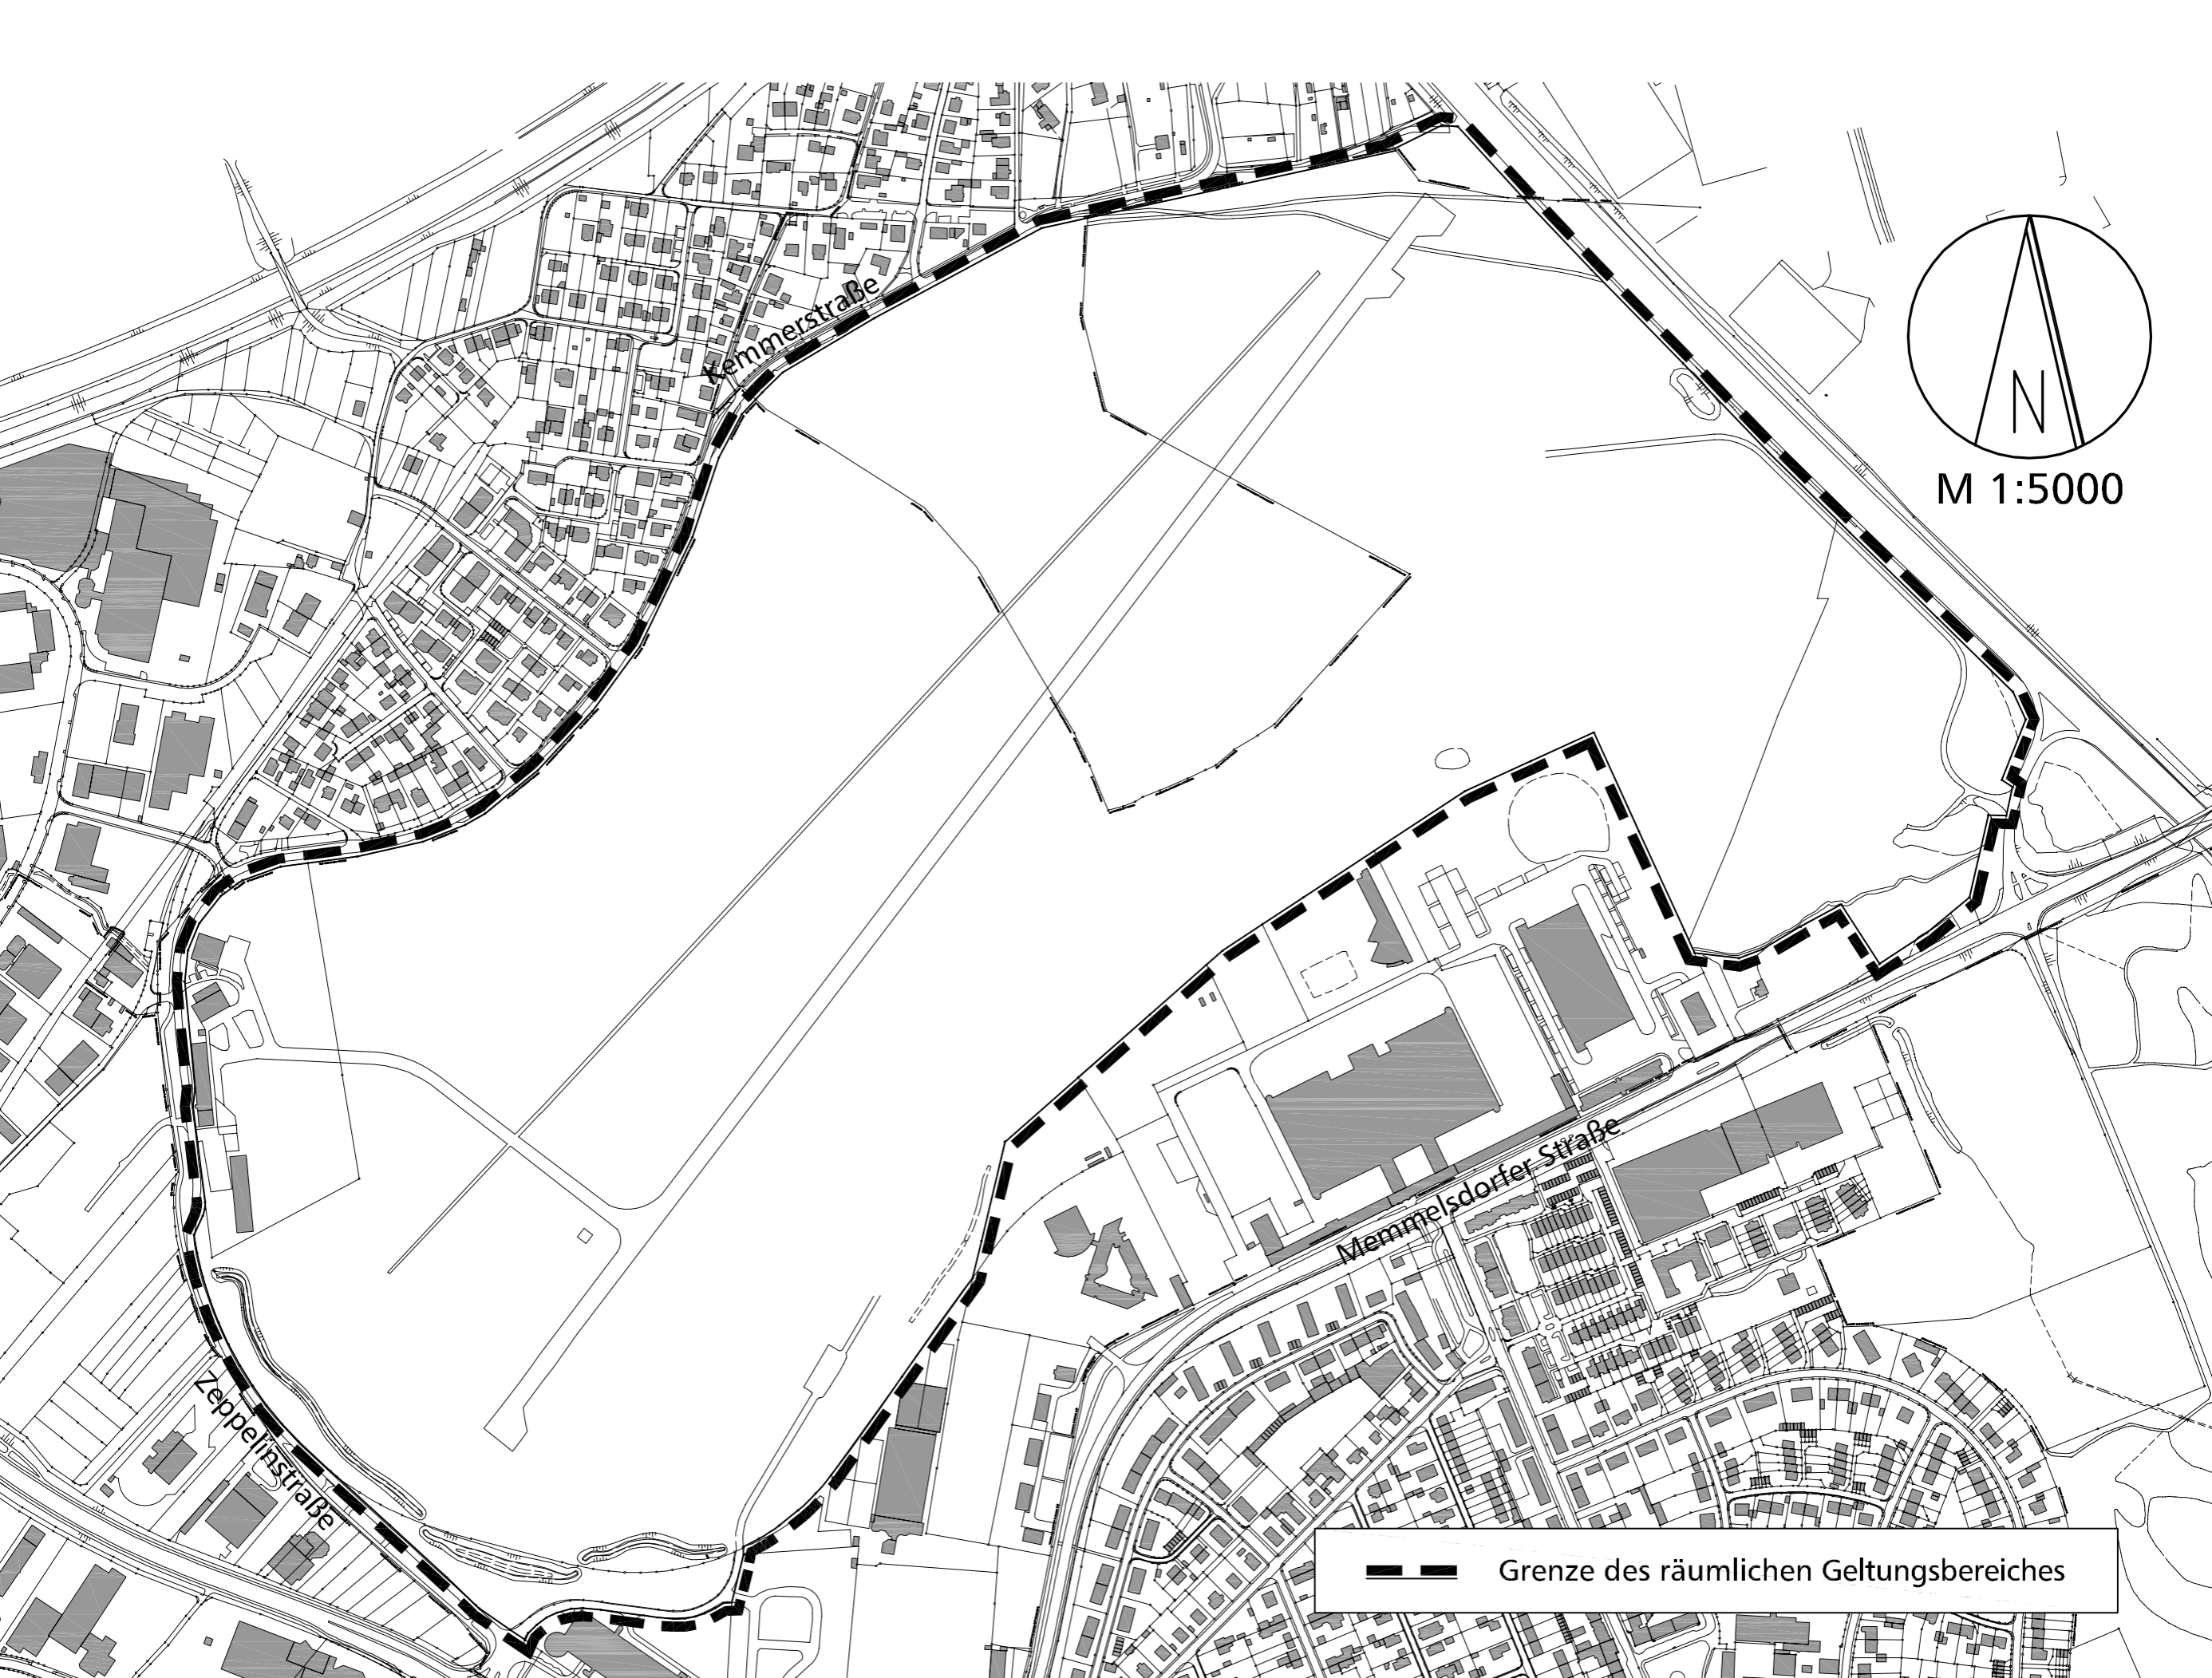 Kemmerstraße
N
M 1:5000
Memmelsdorfer Straße
Zeppelinstraße
Grenze des räumlichen Geltungsbereiches